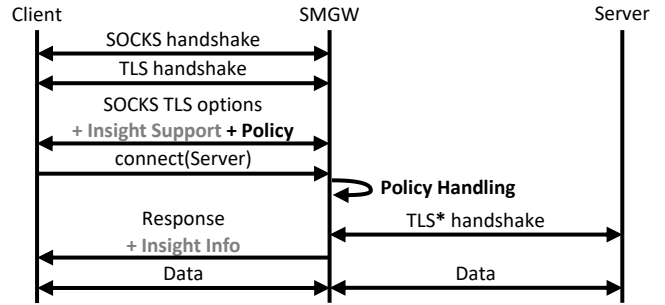 Client SMGW Server
SOCKS handshake
TLS handshake
SOCKS TLS options
+ Insight Support + Policy
connect(Server)
Policy Handling
Response TLS* handshake
+ Insight Info
Data Data